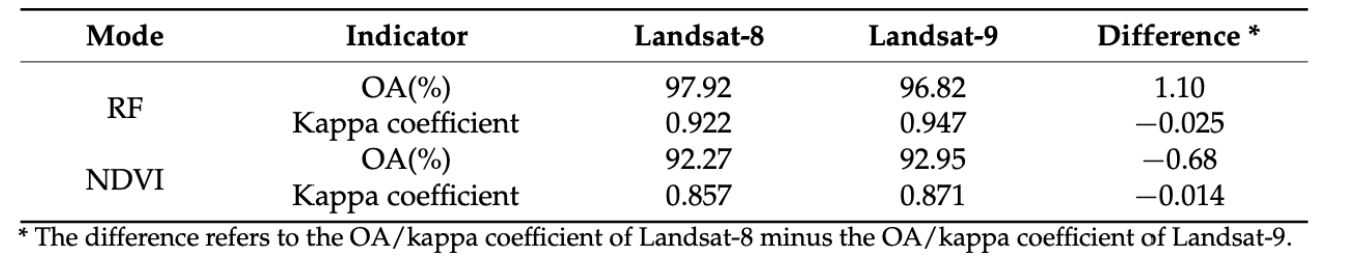 Mode Indicator Landsat-8 Landsat-9 Difference *
RF
OA(%) 97.92 96.82 1.10
Kappa coefficient 0.922 0.947 −0.025
NDVI
OA(%) 92.27 92.95 −0.68
Kappa coefficient 0.857 0.871 −0.014
* The difference refers to the OA/kappa coefficient of Landsat-8 minus the OA/kappa coefficient of Landsat-9.